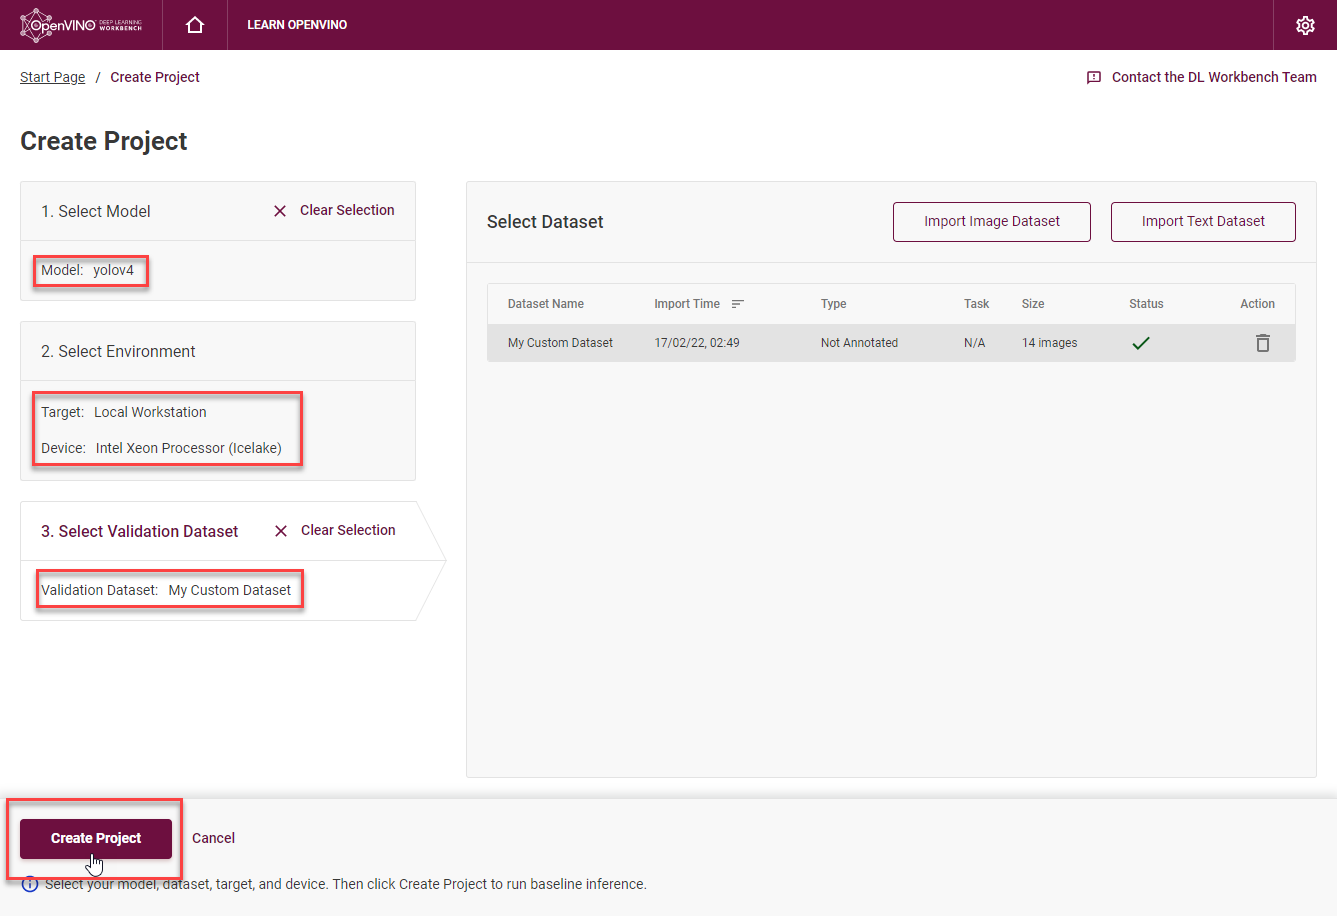 OpenVINO DEEP LEARNING WORKBENCH
LEARN OPENVINO
Start Page / Create Project
Contact the DL Workbench Team
Create Project
1. Select Model
Clear Selection
Model: yolov4
2. Select Environment
Target: Local Workstation
Device: Intel Xeon Processor (Icelake)
3. Select Validation Dataset
Clear Selection
Validation Dataset: My Custom Dataset
Select Dataset
Import Image Dataset
Import Text Dataset
Dataset Name Import Time Type Task Size Status Action
My Custom Dataset 17/02/22, 02:49 Not Annotated N/A 14 images
Create Project
Cancel
Select your model, dataset, target, and device. Then click Create Project to run baseline inference.